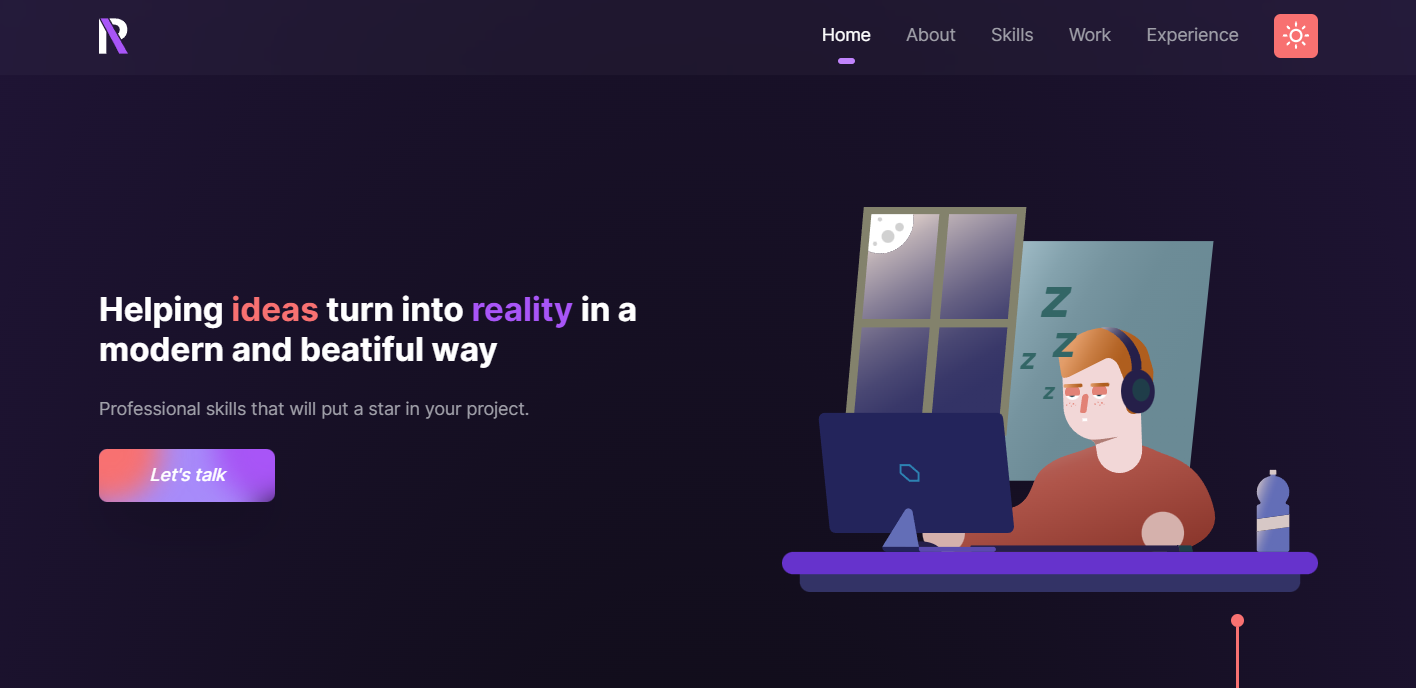 R
Home About Skills Work Experience
Helping ideas turn into reality in a
modern and beatiful way
Professional skills that will put a star in your project.
Let's talk
Z
Z
Z
Z